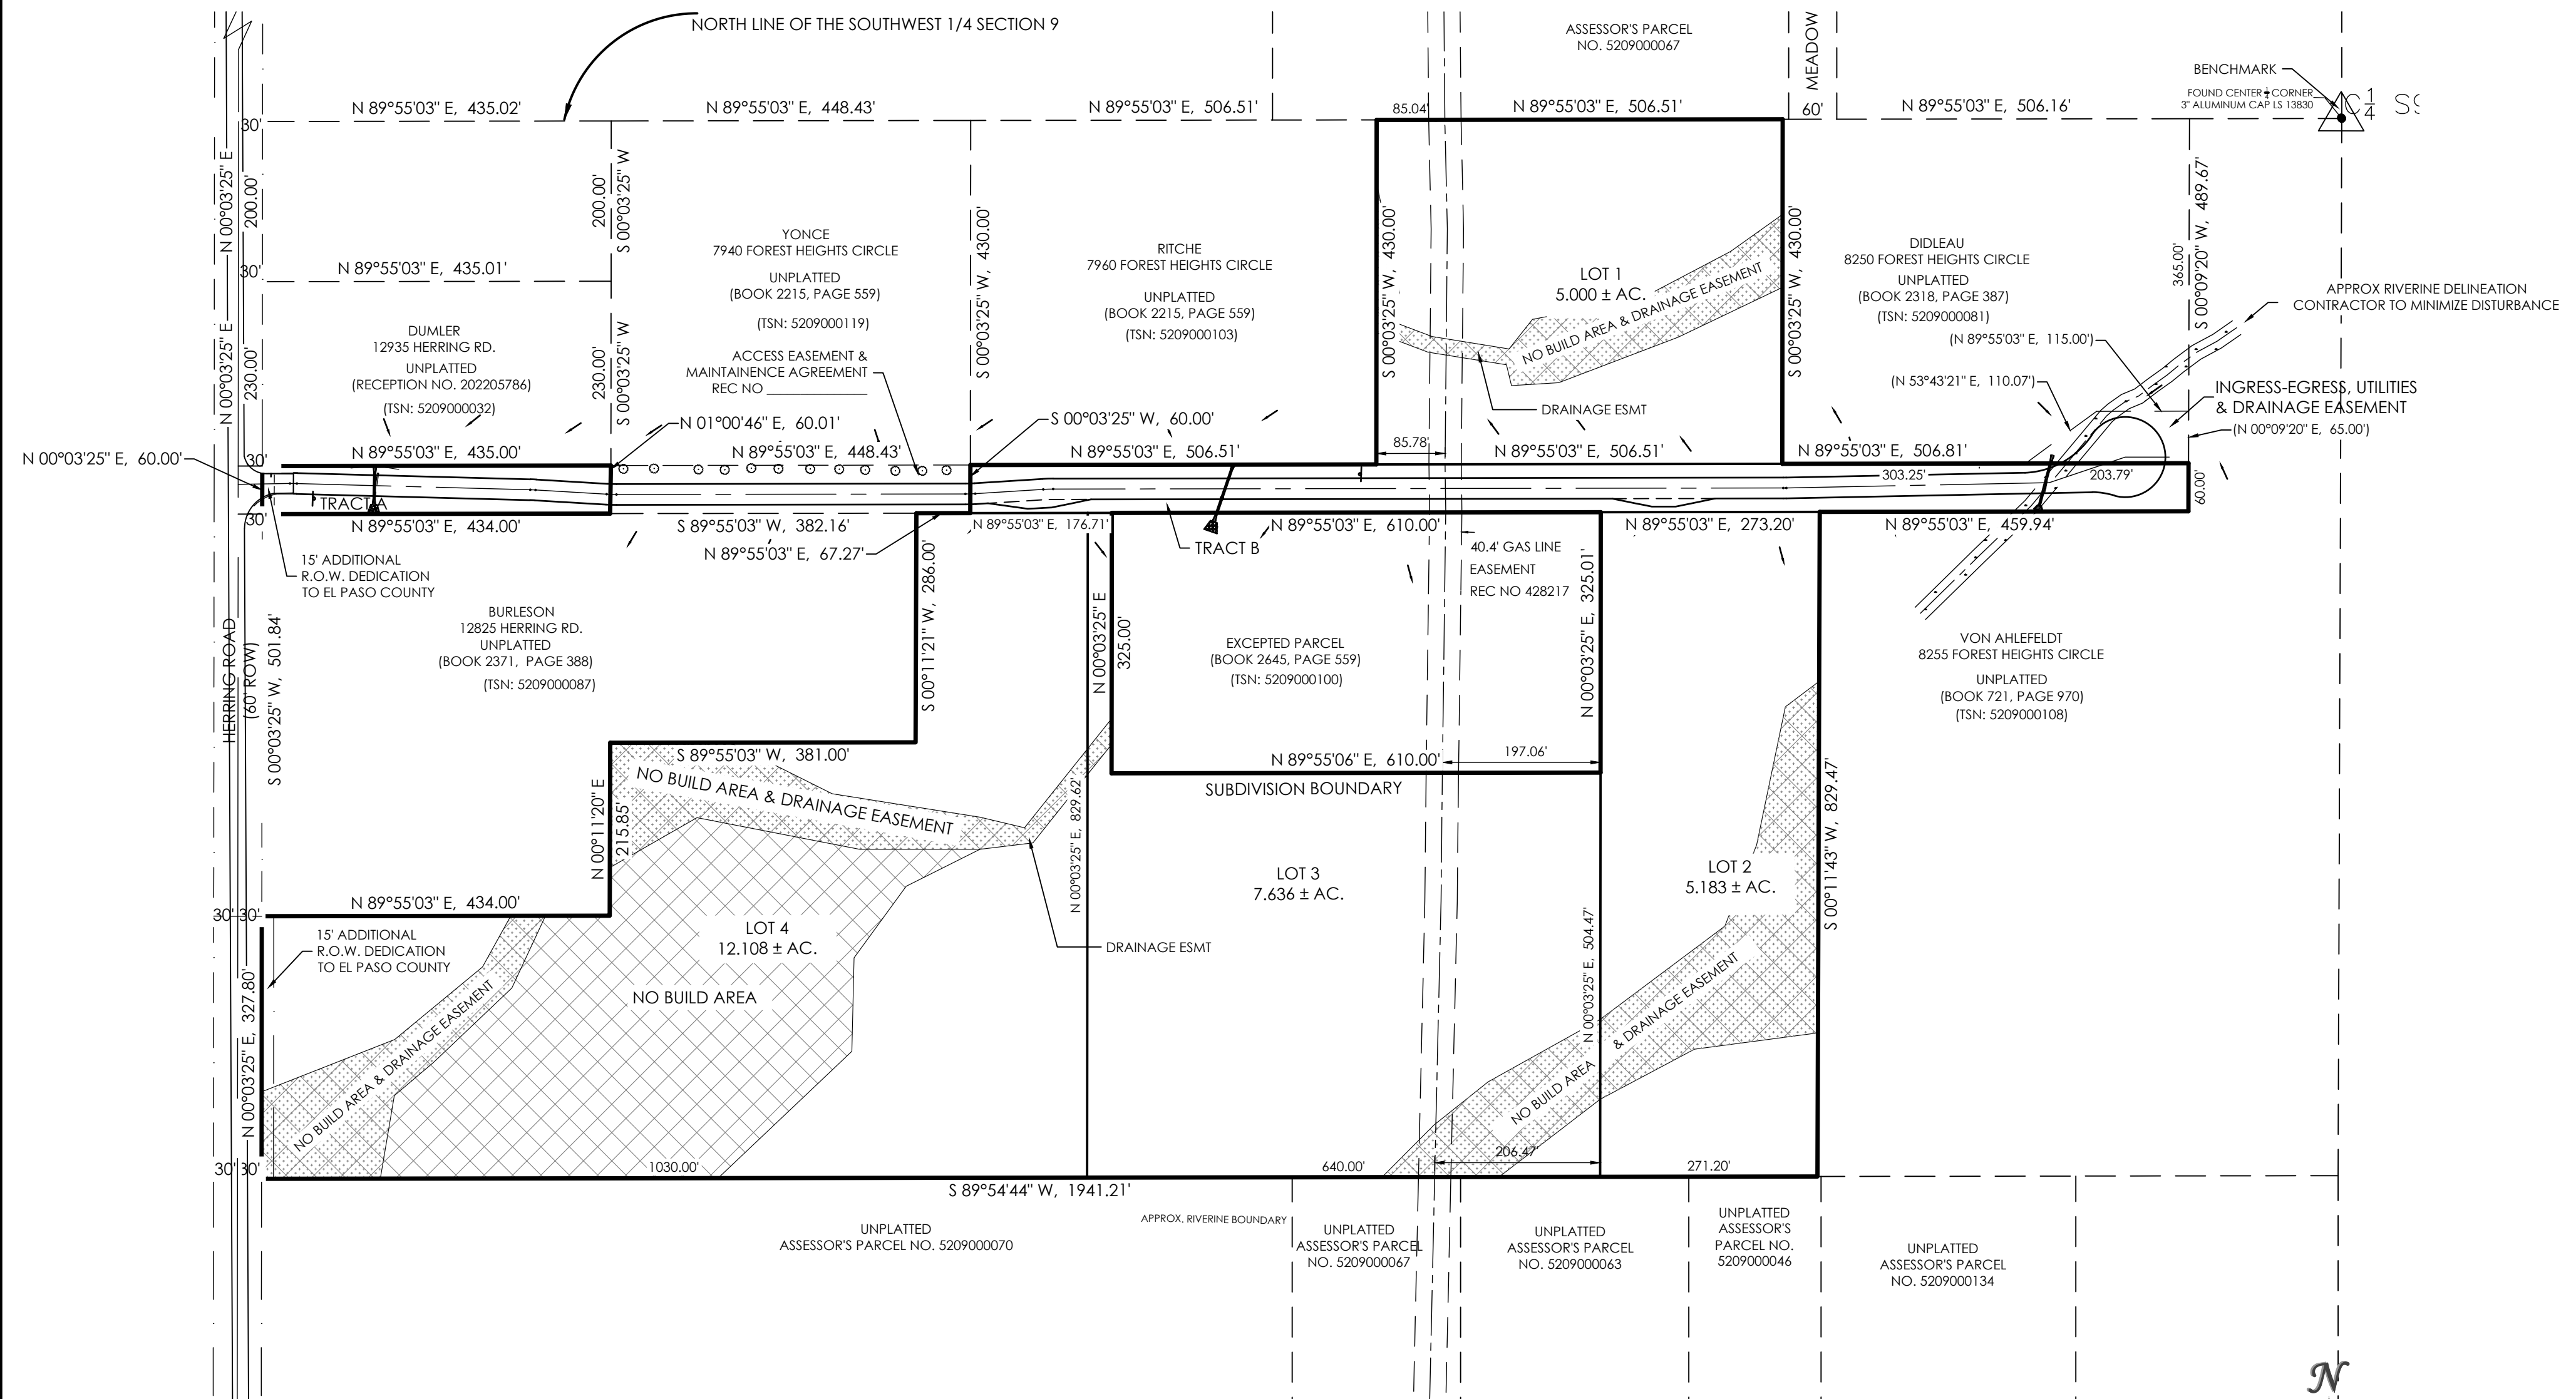 NORTH LINE OF THE SOUTHWEST 1/4 SECTION 9
ASSESSOR'S PARCEL
NO. 5209000067
MEADOW
BENCHMARK
FOUND CENTER 1/4 CORNER
3" ALUMINUM CAP LS 13830
C 1/4 S9
30'
N 89°55'03" E, 435.02'
N 89°55'03" E, 448.43'
N 89°55'03" E, 506.51'
85.04'
N 89°55'03" E, 506.51'
60'
N 89°55'03" E, 506.16'
N 00°03'25" E
200.00'
200.00'
S 00°03'25" W
30'
N 89°55'03" E, 435.01'
YONCE
7940 FOREST HEIGHTS CIRCLE
UNPLATTED
(BOOK 2215, PAGE 559)
(TSN: 5209000119)
S 00°03'25" W, 430.00'
RITCHE
7960 FOREST HEIGHTS CIRCLE
UNPLATTED
(BOOK 2215, PAGE 559)
(TSN: 5209000103)
S 00°03'25" W, 430.00'
LOT 1
5.000 ± AC.
NO BUILD AREA & DRAINAGE EASEMENT
DRAINAGE ESMT
S 00°03'25" W, 430.00'
DIDLEAU
8250 FOREST HEIGHTS CIRCLE
UNPLATTED
(BOOK 2318, PAGE 387)
(TSN: 5209000081)
365.00'
S 00°09'20" W, 489.67'
APPROX RIVERINE DELINEATION
CONTRACTOR TO MINIMIZE DISTURBANCE
(N 89°55'03" E, 115.00')
(N 53°43'21" E, 110.07')
INGRESS-EGRESS, UTILITIES
& DRAINAGE EASEMENT
(N 00°09'20" E, 65.00')
N 00°03'25" E
230.00'
DUMLER
12935 HERRING RD.
UNPLATTED
(RECEPTION NO. 202205786)
(TSN: 5209000032)
230.00'
S 00°03'25" W
ACCESS EASEMENT &
MAINTAINENCE AGREEMENT
REC NO ______________
N 01°00'46" E, 60.01'
S 00°03'25" W, 60.00'
N 00°03'25" E, 60.00'
30'
N 89°55'03" E, 435.00'
N 89°55'03" E, 448.43'
N 89°55'03" E, 506.51'
85.78'
N 89°55'03" E, 506.51'
N 89°55'03" E, 506.81'
303.25'
203.79'
60.00'
TRACT A
30'
N 89°55'03" E, 434.00'
S 89°55'03" W, 382.16'
N 89°55'03" E, 176.71'
N 89°55'03" E, 610.00'
N 89°55'03" E, 273.20'
N 89°55'03" E, 459.94'
N 89°55'03" E, 67.27'
TRACT B
15' ADDITIONAL
R.O.W. DEDICATION
TO EL PASO COUNTY
40.4' GAS LINE
EASEMENT
REC NO 428217
HERRING ROAD
(60' ROW)
S 00°03'25" W, 501.84'
BURLESON
12825 HERRING RD.
UNPLATTED
(BOOK 2371, PAGE 388)
(TSN: 5209000087)
S 00°11'21" W, 286.00'
N 00°03'25" E
325.00'
EXCEPTED PARCEL
(BOOK 2645, PAGE 559)
(TSN: 5209000100)
N 00°03'25" E, 325.01'
VON AHLEFELDT
8255 FOREST HEIGHTS CIRCLE
UNPLATTED
(BOOK 721, PAGE 970)
(TSN: 5209000108)
S 89°55'03" W, 381.00'
N 89°55'06" E, 610.00'
197.06'
SUBDIVISION BOUNDARY
NO BUILD AREA & DRAINAGE EASEMENT
N 00°11'20" E
215.85'
N 00°03'25" E, 829.62'
S 00°11'43" W, 829.47'
LOT 3
7.636 ± AC.
LOT 2
5.183 ± AC.
30' 30'
N 89°55'03" E, 434.00'
15' ADDITIONAL
R.O.W. DEDICATION
TO EL PASO COUNTY
LOT 4
12.108 ± AC.
DRAINAGE ESMT
NO BUILD AREA
N 00°03'25" E, 504.47'
N 00°03'25" E, 327.80'
NO BUILD AREA & DRAINAGE EASEMENT
NO BUILD AREA & DRAINAGE EASEMENT
30' 30'
1030.00'
640.00'
206.47'
271.20'
S 89°54'44" W, 1941.21'
UNPLATTED
ASSESSOR'S PARCEL NO. 5209000070
APPROX. RIVERINE BOUNDARY
UNPLATTED
ASSESSOR'S PARCEL
NO. 5209000067
UNPLATTED
ASSESSOR'S PARCEL
NO. 5209000063
UNPLATTED
ASSESSOR'S
PARCEL NO.
5209000046
UNPLATTED
ASSESSOR'S PARCEL
NO. 5209000134
N